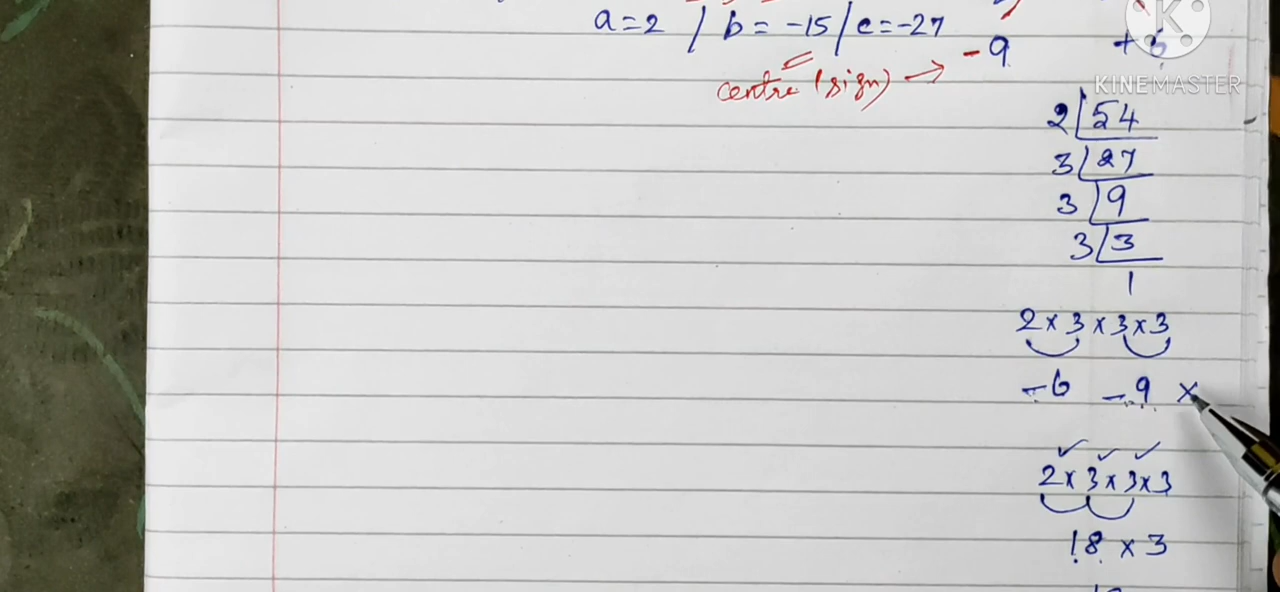 a=2 / b= -15 / c=-27
-9
KINEMASTER
centre (sign) →
2 54
3 27
3 9
3 3
1
2 x 3 x 3 x 3
-6 -9 x
✓ ✓ ✓
2 x 3 x 3 x 3
18 x 3